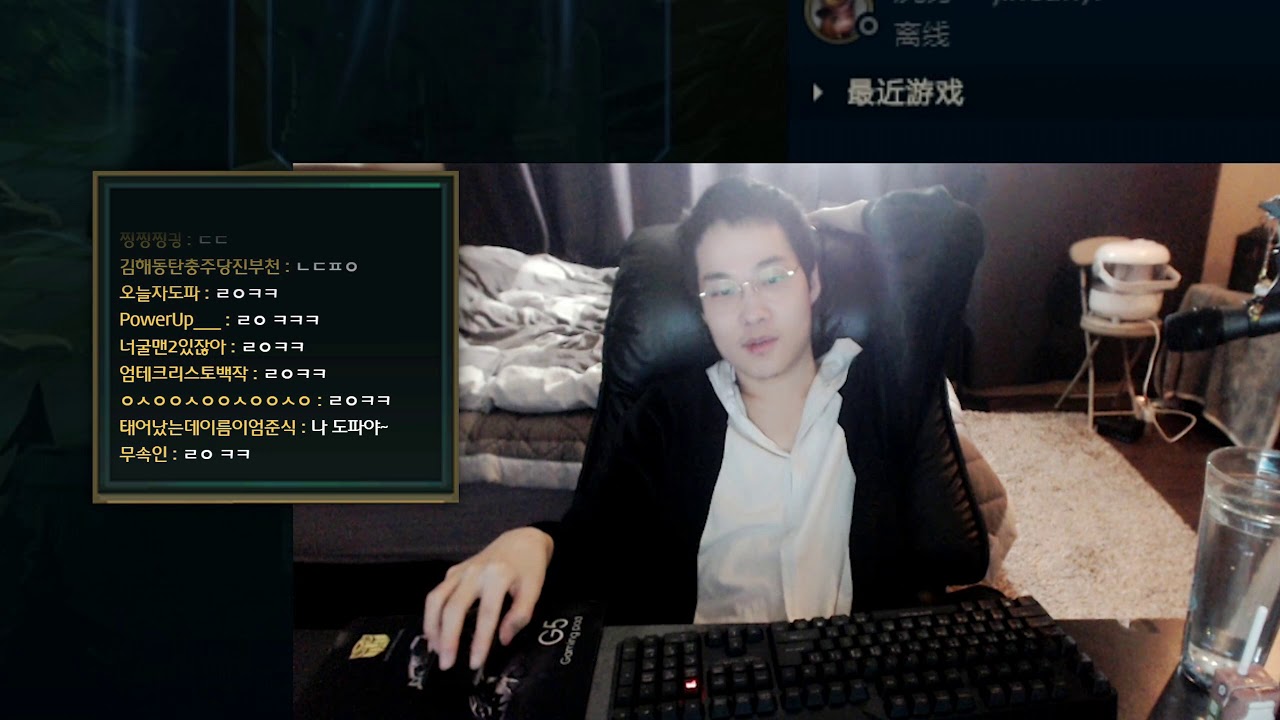 离线
最近游戏
찡찡찡긩 : ㄷㄷ
김해동탄충주당진부천 : ㄴㄷㅍㅇ
오늘자도파 : ㄹㅇㅋㅋ
PowerUp___ : ㄹㅇ ㅋㅋㅋ
너굴맨2있잖아 : ㄹㅇㅋㅋ
엄테크리스토백작 : ㄹㅇㅋㅋ
ㅇㅅㅇㅇㅅㅇㅇㅅㅇㅇㅅㅇ : ㄹㅇㅋㅋ
태어났는데이름이엄준식 : 나 도파야~
무속인 : ㄹㅇ ㅋㅋ
G5
Gaming pad